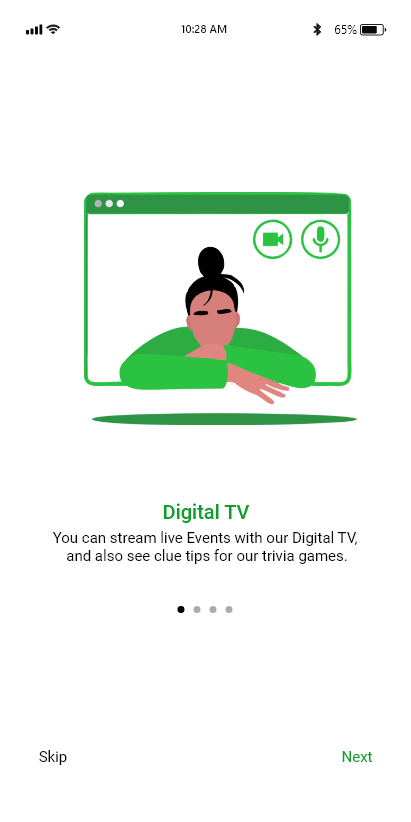 10:28 AM
65%
Digital TV
You can stream live Events with our Digital TV,
and also see clue tips for our trivia games.
Skip
Next